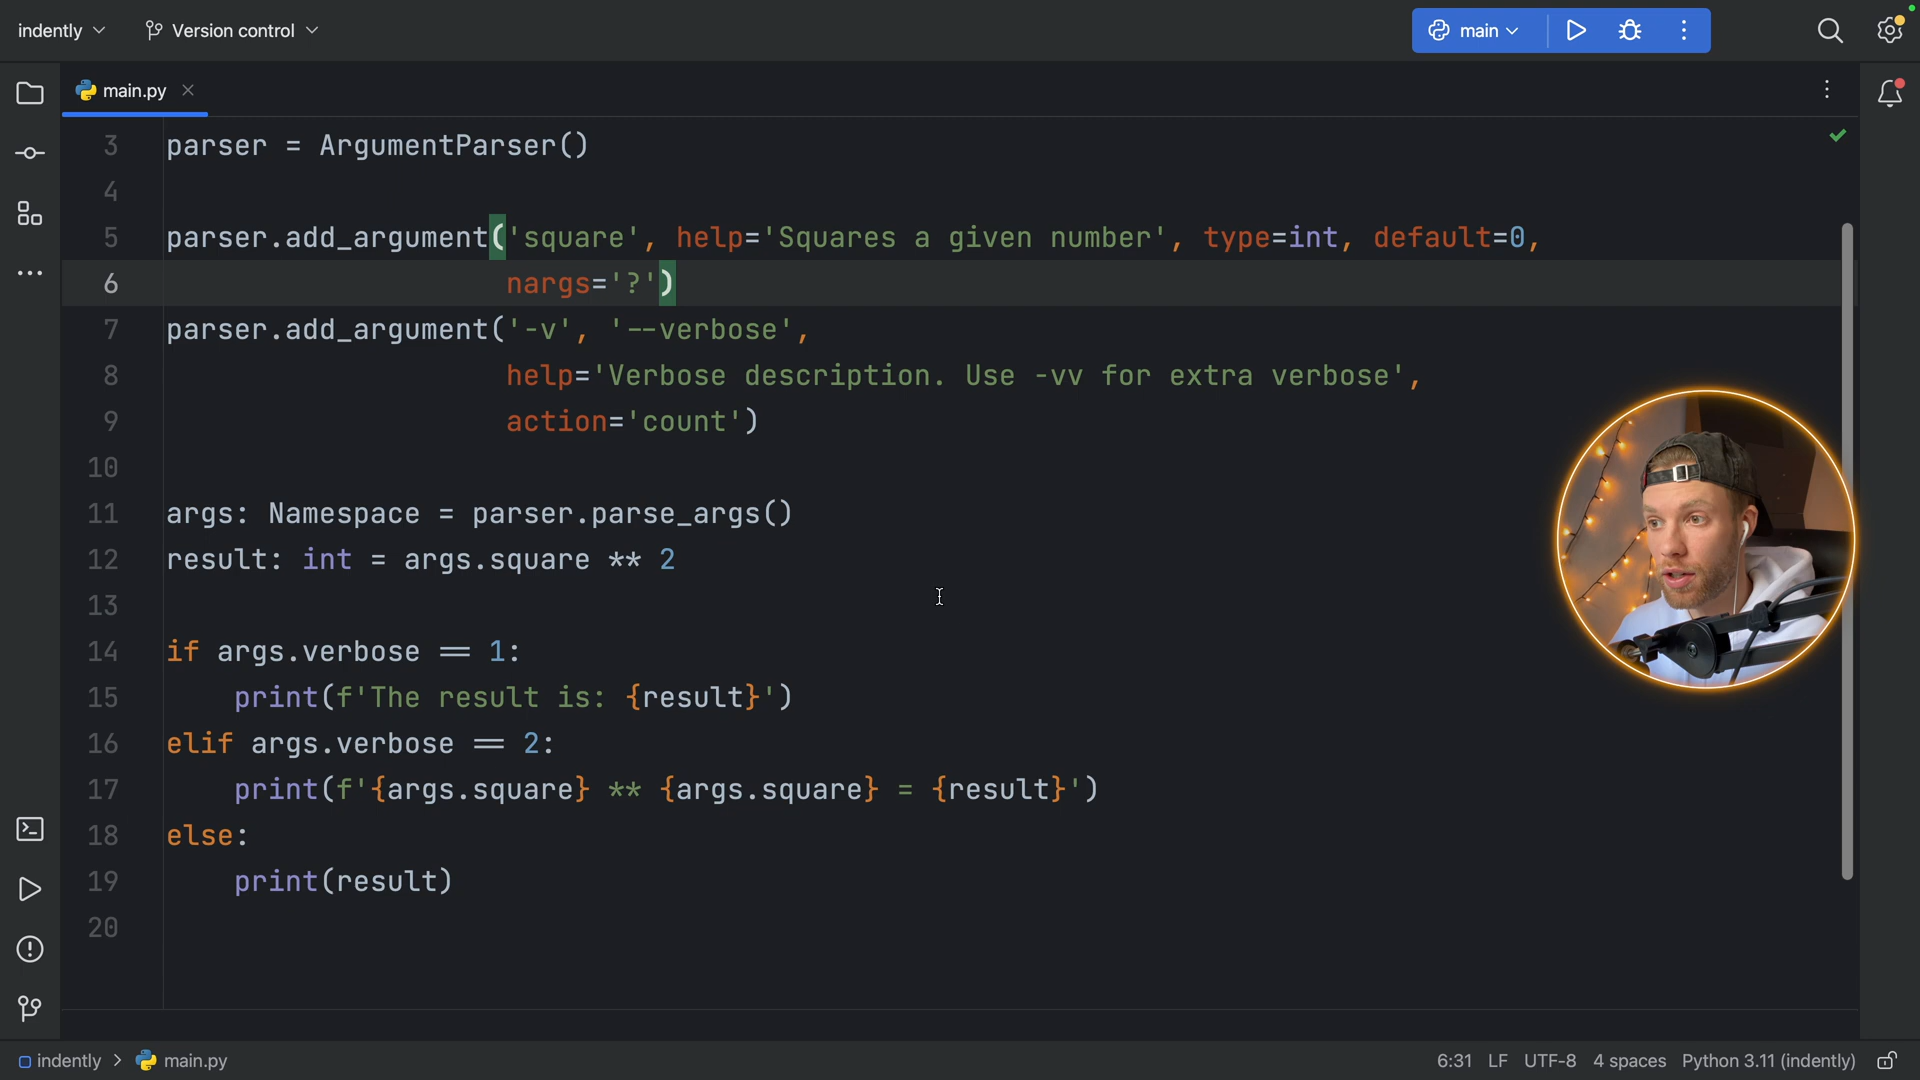 indently
Version control
main
main.py
3 parser = ArgumentParser()
4
5 parser.add_argument('square', help='Squares a given number', type=int, default=0,
6 nargs='?')
7 parser.add_argument('-v', '--verbose',
8 help='Verbose description. Use -vv for extra verbose',
9 action='count')
10
11 args: Namespace = parser.parse_args()
12 result: int = args.square ** 2
13
14 if args.verbose == 1:
15 print(f'The result is: {result}')
16 elif args.verbose == 2:
17 print(f'{args.square} ** {args.square} = {result}')
18 else:
19 print(result)
20
indently > main.py
6:31 LF UTF-8 4 spaces Python 3.11 (indently)